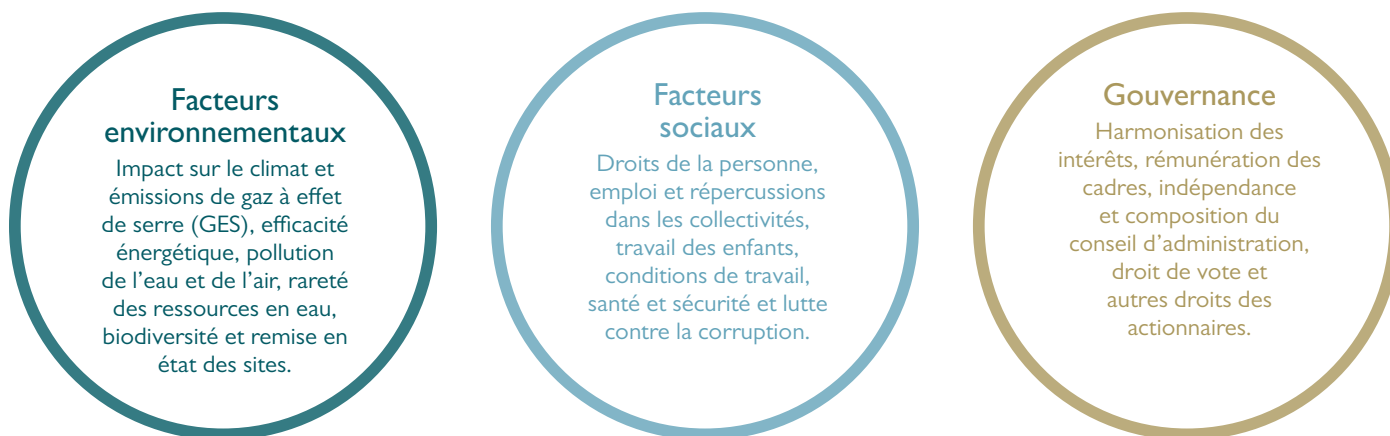 Facteurs
environnementaux
Impact sur le climat et
émissions de gaz à effet
de serre (GES), efficacité
énergétique, pollution
de l’eau et de l’air, rareté
des ressources en eau,
biodiversité et remise en
état des sites.
Facteurs
sociaux
Droits de la personne,
emploi et répercussions
dans les collectivités,
travail des enfants,
conditions de travail,
santé et sécurité et lutte
contre la corruption.
Gouvernance
Harmonisation des
intérêts, rémunération des
cadres, indépendance
et composition du
conseil d’administration,
droit de vote et
autres droits des
actionnaires.